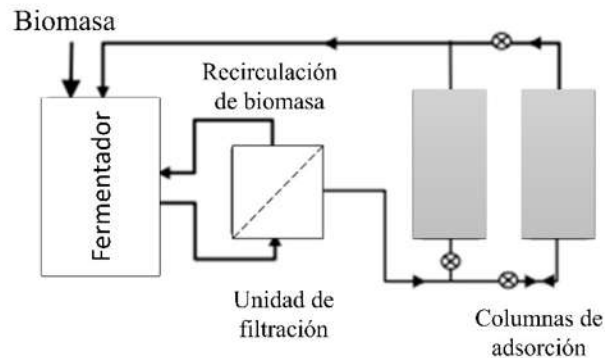 Biomasa
Recirculación
de biomasa
Fermentador
Unidad de
filtración
Columnas de
adsorción